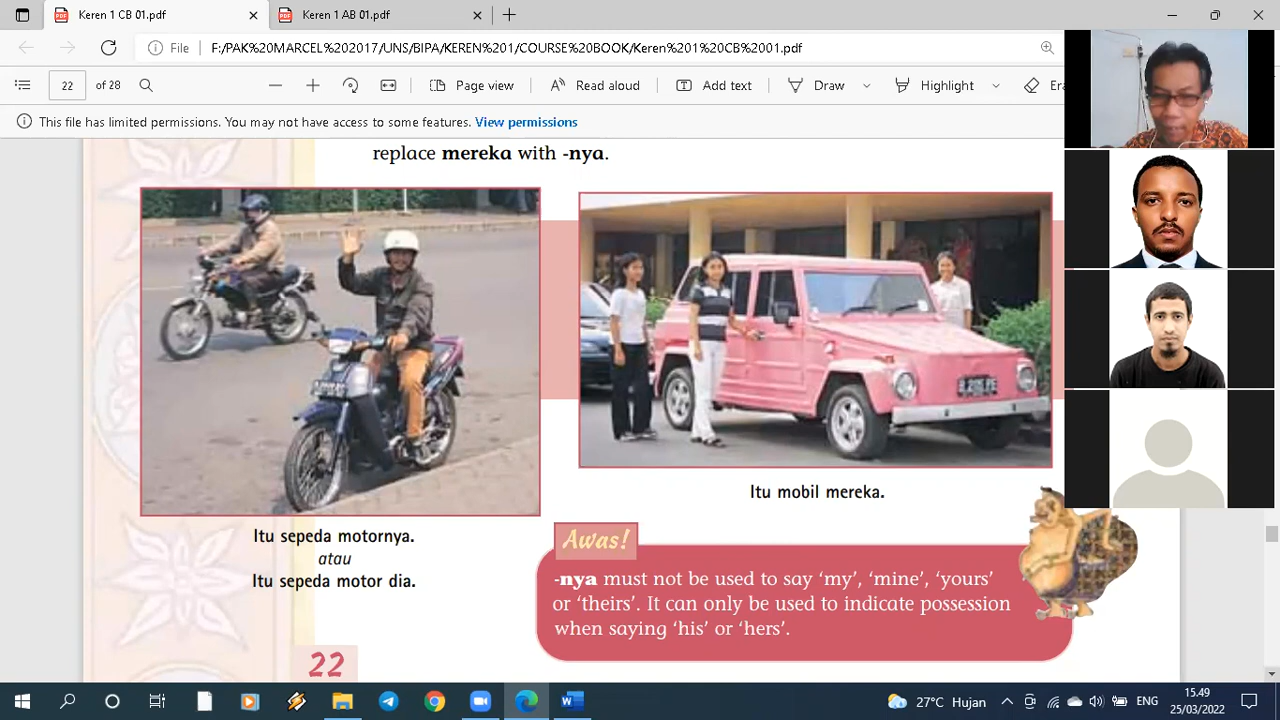 Keren 1 CB 01.pdf
Keren 1 AB 01.pdf
File
F:/PAK%20MARCEL%202017/UNS/BIPA/KEREN%201/COURSE%20BOOK/Keren%201%20CB%2001.pdf
22 of 28
Page view
Read aloud
Add text
Draw
Highlight
This file has limited permissions. You may not have access to some features. View permissions
replace mereka with -nya.
Itu sepeda motornya.
atau
Itu sepeda motor dia.
Itu mobil mereka.
Awas!
-nya must not be used to say ‘my’, ‘mine’, ‘yours’
or ‘theirs’. It can only be used to indicate possession
when saying ‘his’ or ‘hers’.
22
27°C Hujan
ENG
15.49
25/03/2022